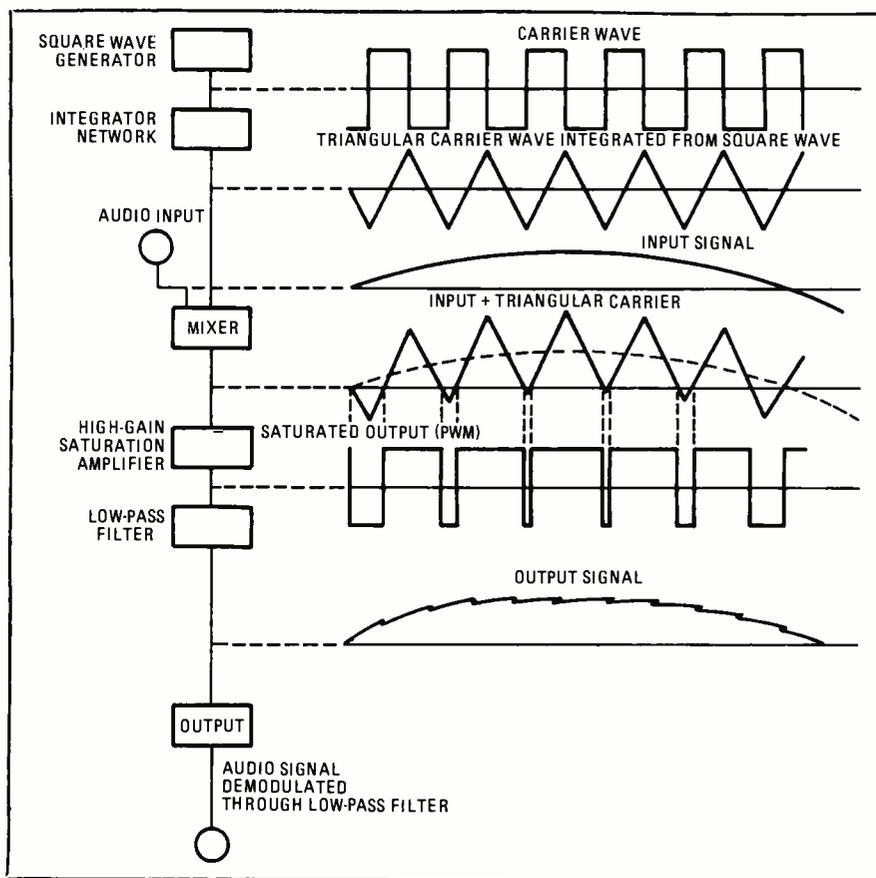 SQUARE WAVE
GENERATOR
CARRIER WAVE
INTEGRATOR
NETWORK
TRIANGULAR CARRIER WAVE INTEGRATED FROM SQUARE WAVE
AUDIO INPUT
INPUT SIGNAL
INPUT + TRIANGULAR CARRIER
MIXER
HIGH-GAIN
SATURATION
AMPLIFIER
SATURATED OUTPUT (PWM)
LOW-PASS
FILTER
OUTPUT SIGNAL
OUTPUT
AUDIO SIGNAL
DEMODULATED
THROUGH LOW-PASS FILTER